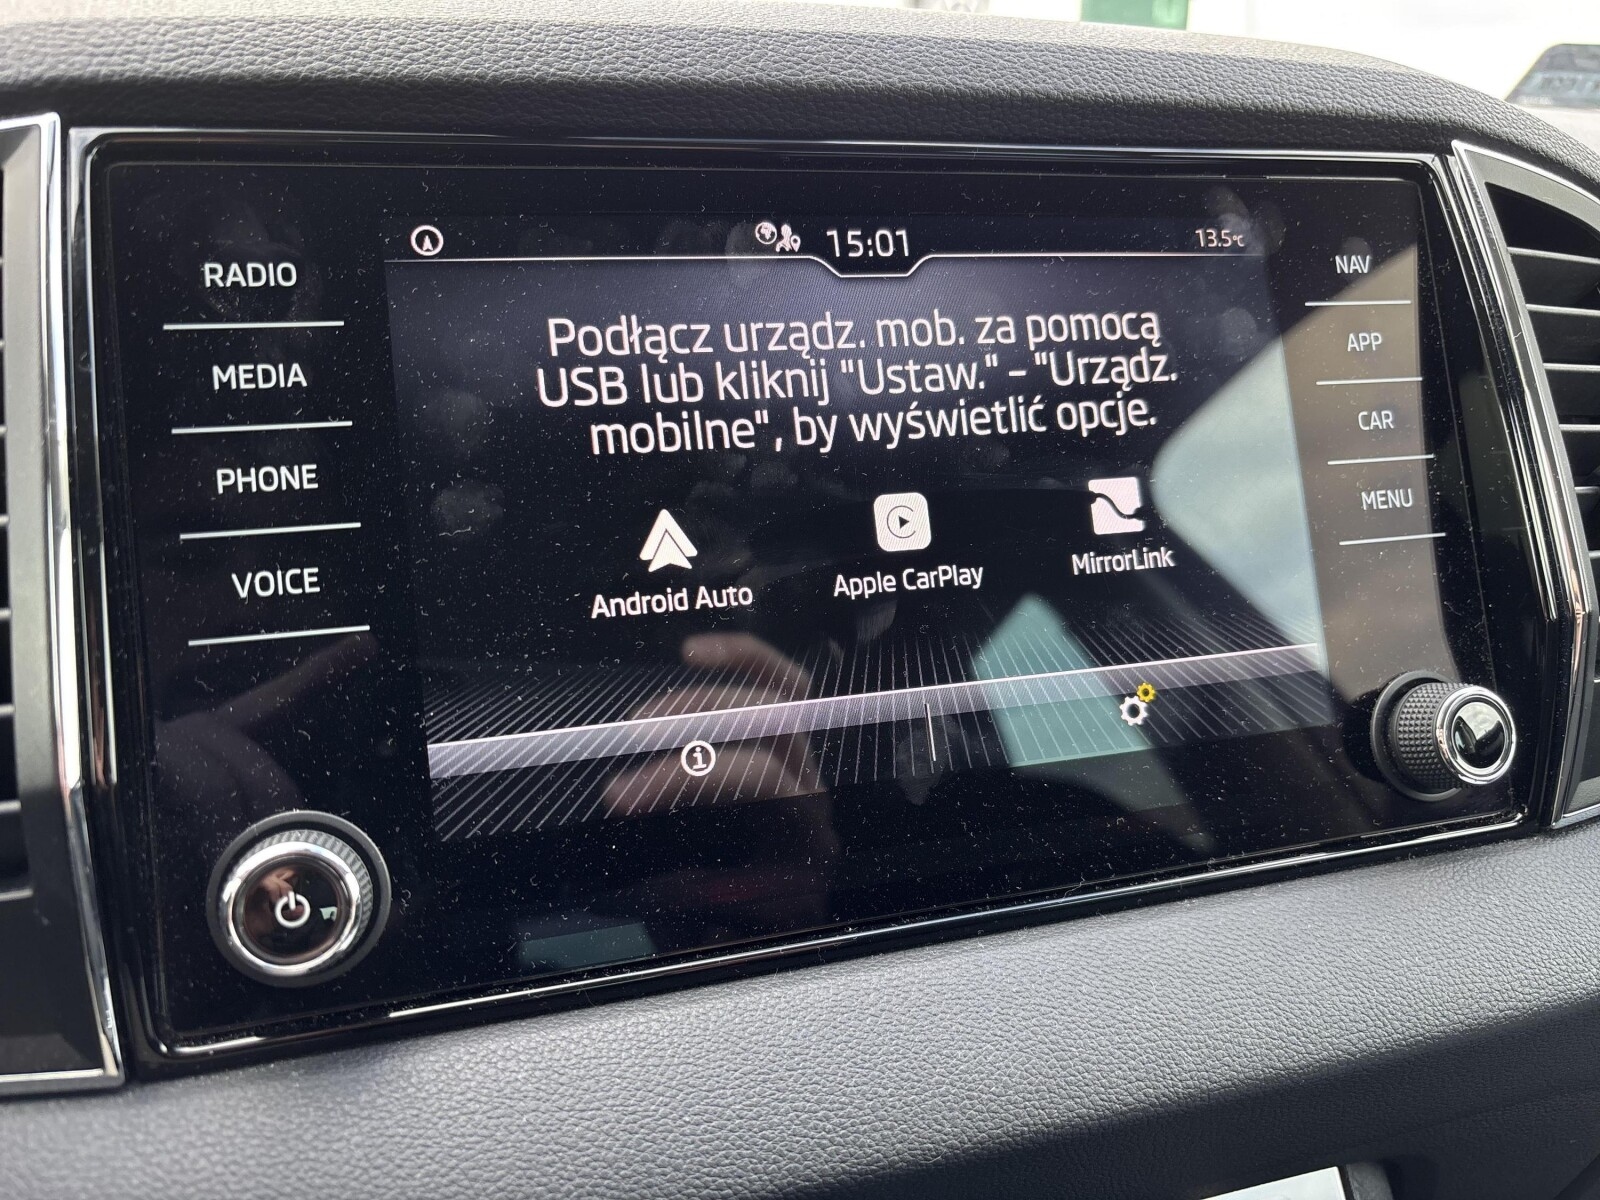 15:01
13.5°C
RADIO
MEDIA
PHONE
VOICE
Podłącz urządz. mob. za pomocą
USB lub kliknij "Ustaw." - "Urządz.
mobilne", by wyświetlić opcje.
Android Auto
Apple CarPlay
MirrorLink
NAV
APP
CAR
MENU